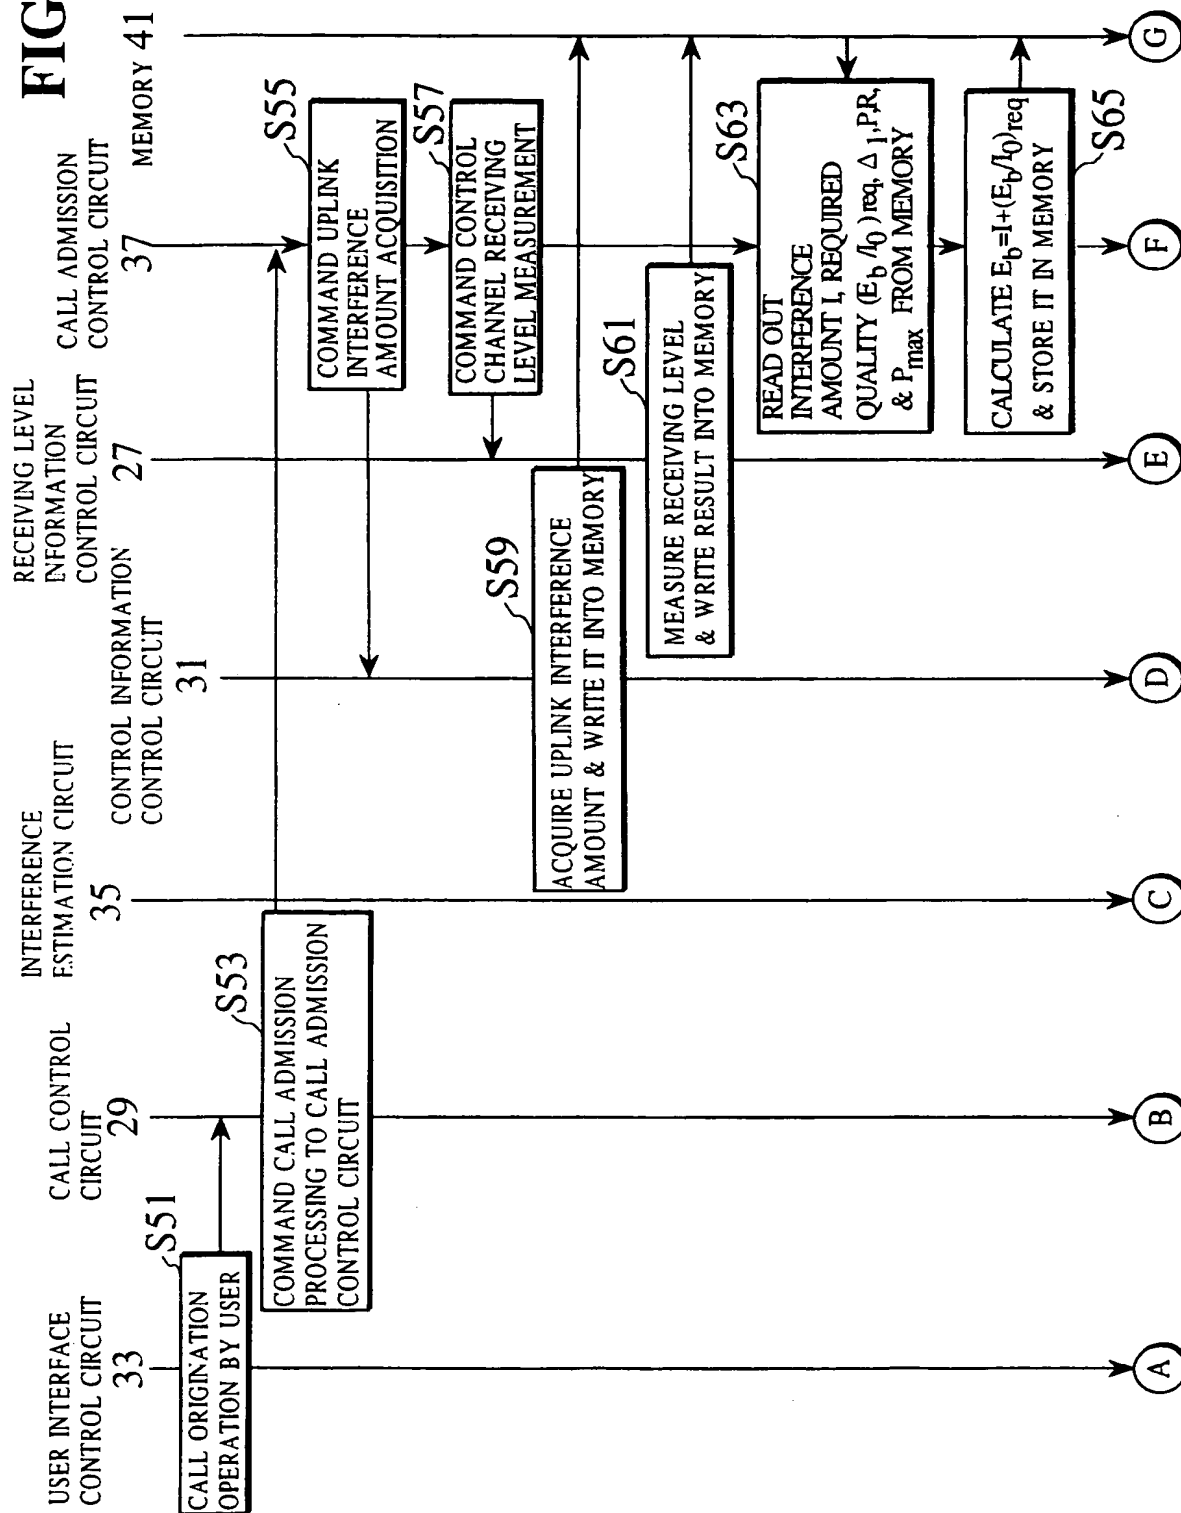 FIG
USER INTERFACE
CONTROL CIRCUIT
33
CALL CONTROL
CIRCUIT
29
INTERFERENCE
ESTIMATION CIRCUIT
35
CONTROL INFORMATION
CONTROL CIRCUIT
31
RECEIVING LEVEL
INFORMATION
CONTROL CIRCUIT
27
CALL ADMISSION
CONTROL CIRCUIT
37
MEMORY 41
S51
CALL ORIGINATION
OPERATION BY USER
S53
COMMAND CALL ADMISSION
PROCESSING TO CALL ADMISSION
CONTROL CIRCUIT
S55
COMMAND UPLINK
INTERFERENCE
AMOUNT ACQUISITION
S57
COMMAND CONTROL
CHANNEL RECEIVING
LEVEL MEASUREMENT
S59
ACQUIRE UPLINK INTERFERENCE
AMOUNT & WRITE IT INTO MEMORY
S61
MEASURE RECEIVING LEVEL
& WRITE RESULT INTO MEMORY
S63
READ OUT
INTERFERENCE
AMOUNT I, REQUIRED
QUALITY (E_b/I_0)req, Δ_1,P,R,
& P_max FROM MEMORY
CALCULATE E_b=I+(E_b/I_0)req
& STORE IT IN MEMORY
S65
A
B
C
D
E
F
G